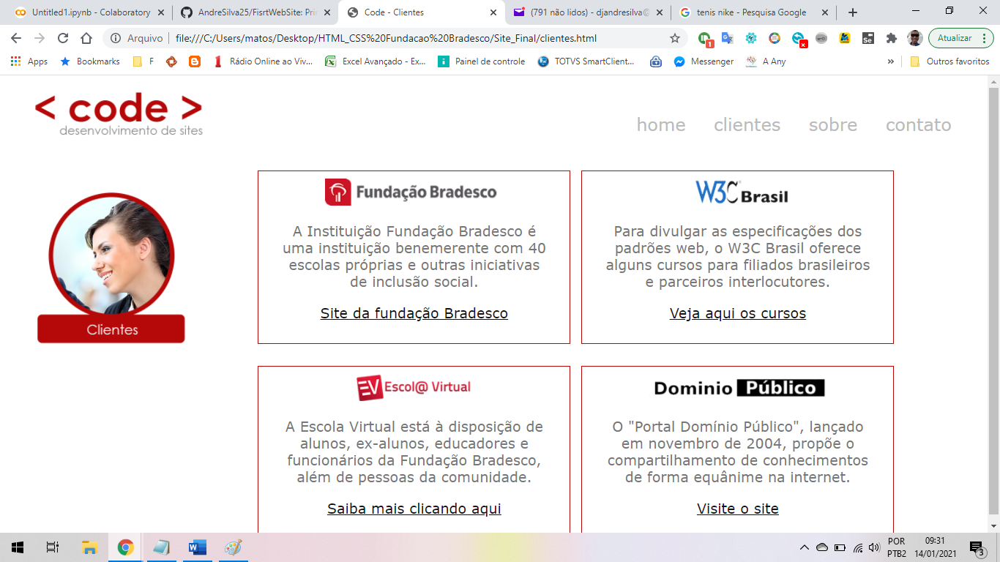 Untitled1.ipynb - Colaboratory
AndreSilva25/FisrtWebSite: Prin
Code - Clientes
(791 não lidos) - djandresilva@
tenis nike - Pesquisa Google
Arquivo
file:///C:/Users/matos/Desktop/HTML_CSS%20Fundacao%20Bradesco/Site_Final/clientes.html
1
Se
Atualizar
Apps
Bookmarks
F
Rádio Online ao Viv...
Excel Avançado - Ex...
Painel de controle
TOTVS SmartClient...
Messenger
A Any
»
Outros favoritos
< code >
desenvolvimento de sites
home
clientes
sobre
contato
Clientes
Fundação Bradesco
A Instituição Fundação Bradesco é
uma instituição benemerente com 40
escolas próprias e outras iniciativas
de inclusão social.
Site da fundação Bradesco
W3C Brasil
Para divulgar as especificações dos
padrões web, o W3C Brasil oferece
alguns cursos para filiados brasileiros
e parceiros interlocutores.
Veja aqui os cursos
EV Escol@ Virtual
A Escola Virtual está à disposição de
alunos, ex-alunos, educadores e
funcionários da Fundação Bradesco,
além de pessoas da comunidade.
Saiba mais clicando aqui
Dominio Público
O "Portal Domínio Público", lançado
em novembro de 2004, propõe o
compartilhamento de conhecimentos
de forma equânime na internet.
Visite o site
POR
PTB2
09:31
14/01/2021
3